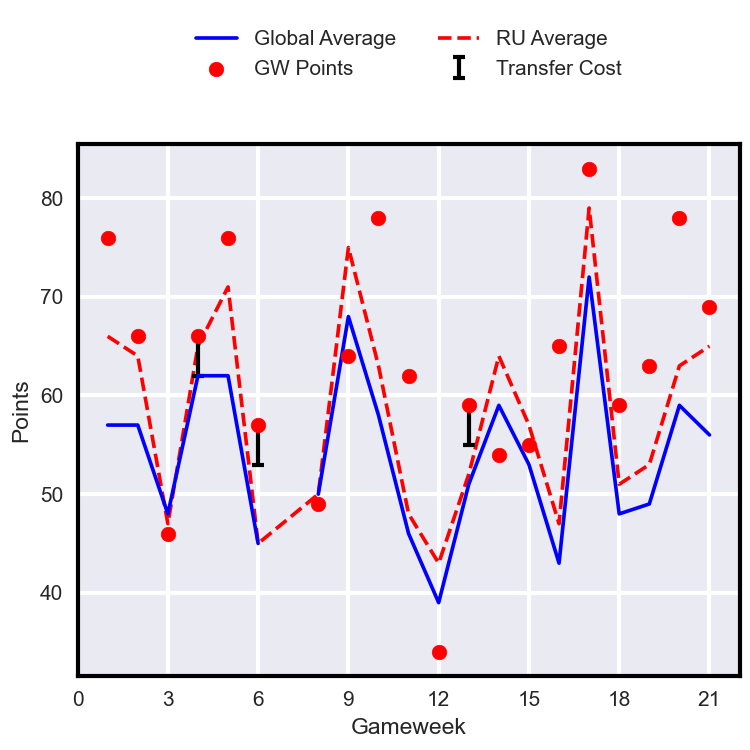 Global Average RU Average
GW Points Transfer Cost
80
70
60
50
40
Points
0 3 6 9 12 15 18 21
Gameweek